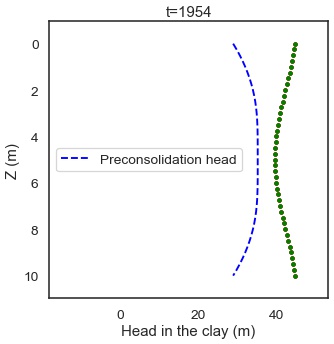 t=1954
0
2
4
6
8
10
Z (m)
Preconsolidation head
0
20
40
Head in the clay (m)